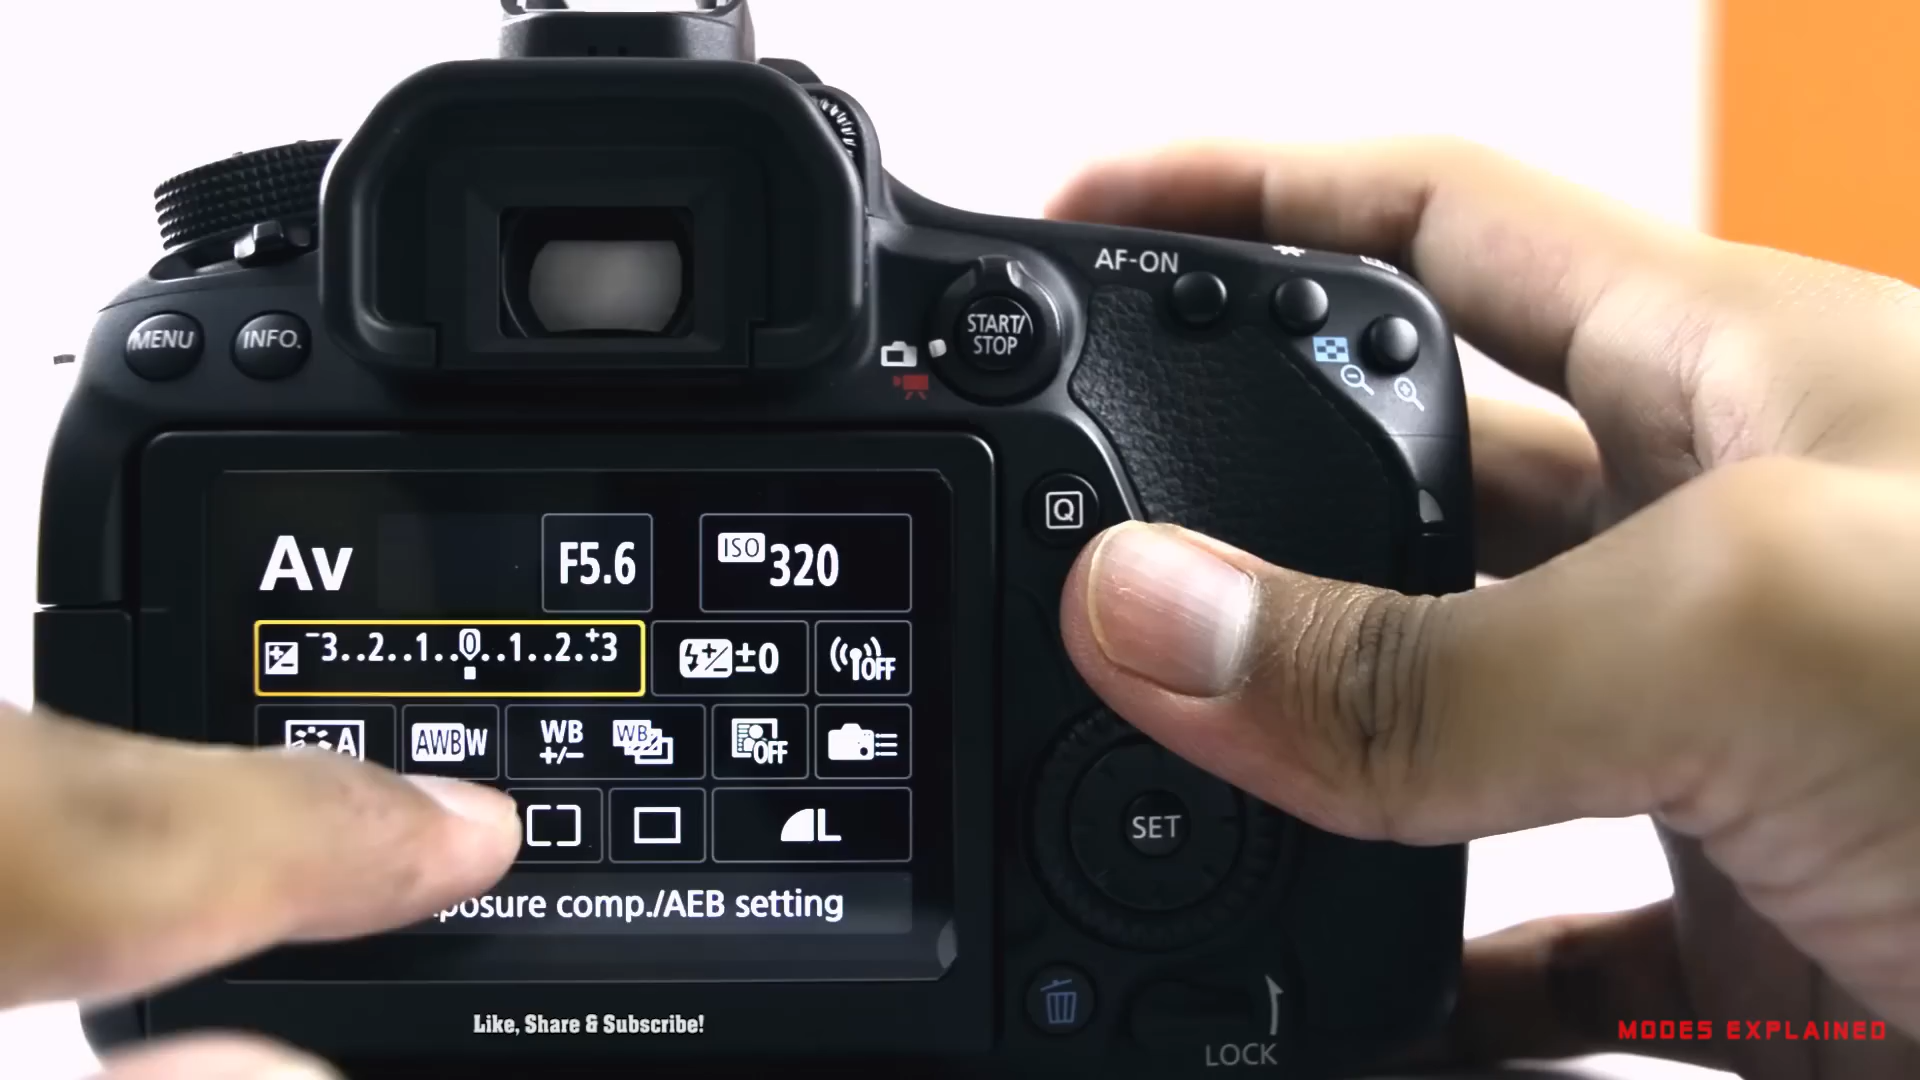 AF-ON
MENU
INFO.
START/
STOP
Q
Av
F5.6
ISO 320
-3..2..1..0..1..2..+3
±0
OFF
A
AWBW
WB
+/-
WB
OFF
L
posure comp./AEB setting
SET
LOCK
Like, Share & Subscribe!
MODES EXPLAINED